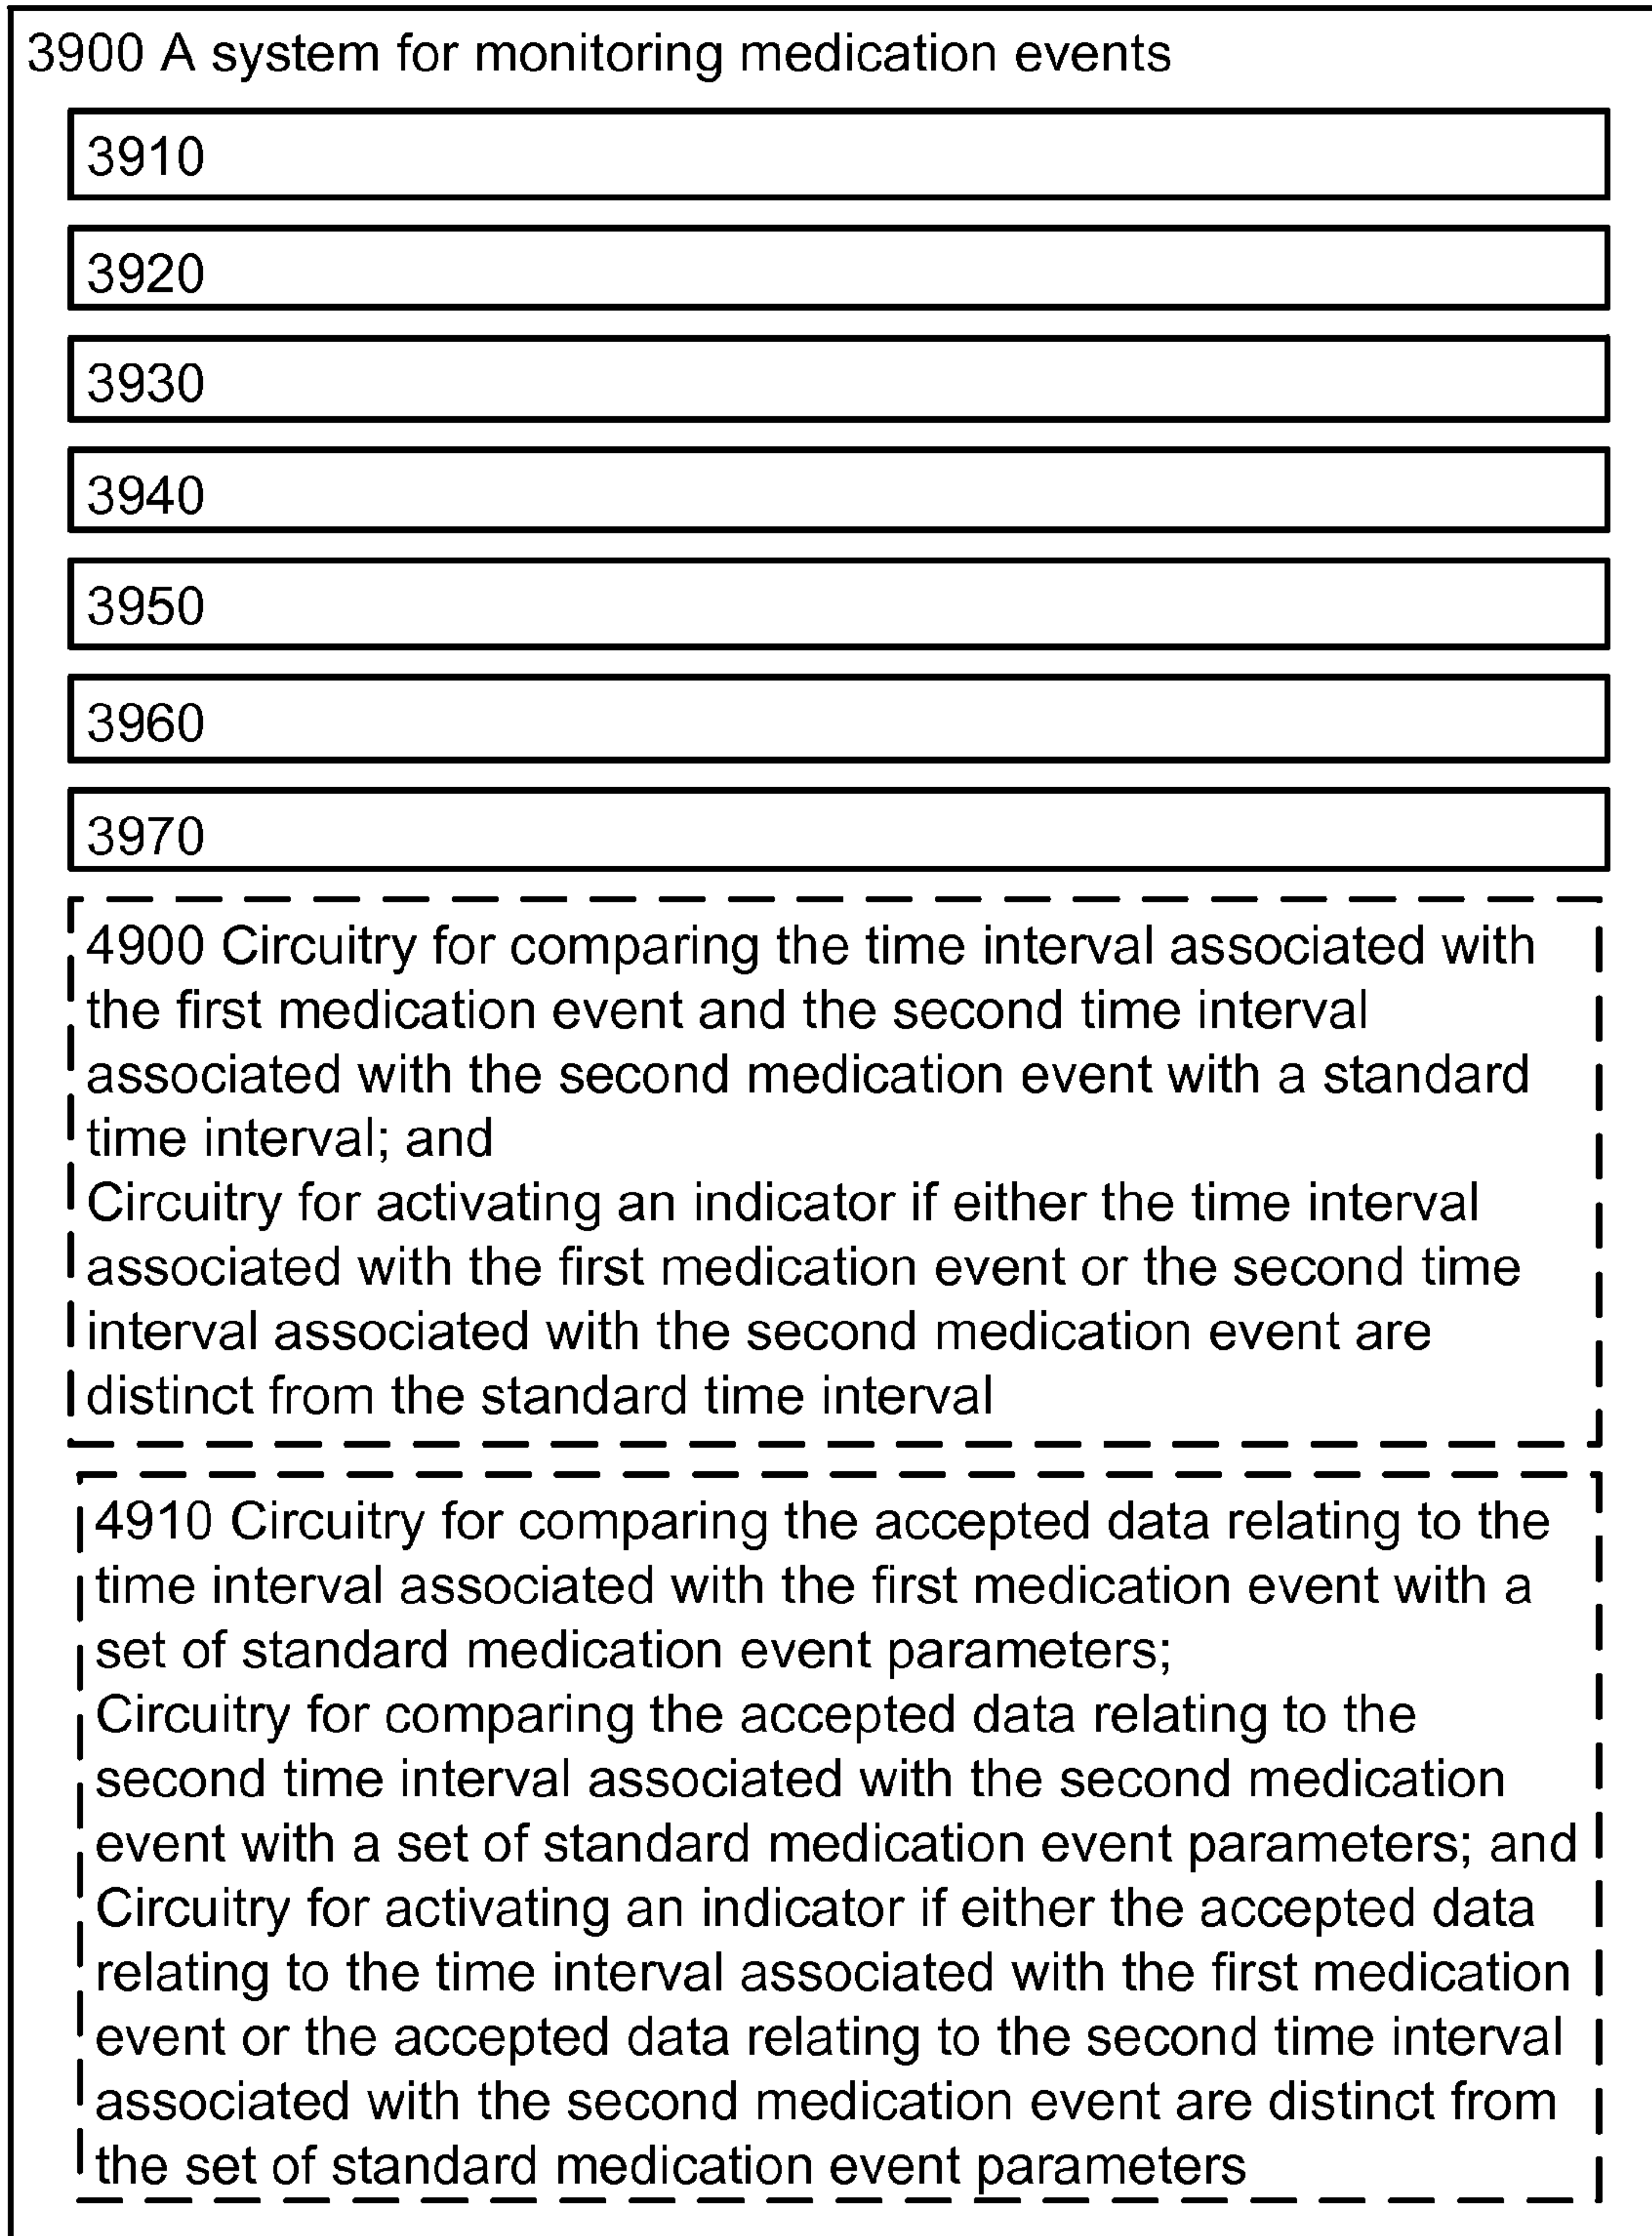 3900 A system for monitoring medication events
3910
3920
3930
3940
3950
3960
3970
4900 Circuitry for comparing the time interval associated with
the first medication event and the second time interval
associated with the second medication event with a standard
time interval; and
Circuitry for activating an indicator if either the time interval
associated with the first medication event or the second time
interval associated with the second medication event are
distinct from the standard time interval
4910 Circuitry for comparing the accepted data relating to the
time interval associated with the first medication event with a
set of standard medication event parameters;
Circuitry for comparing the accepted data relating to the
second time interval associated with the second medication
event with a set of standard medication event parameters; and
Circuitry for activating an indicator if either the accepted data
relating to the time interval associated with the first medication
event or the accepted data relating to the second time interval
associated with the second medication event are distinct from
the set of standard medication event parameters